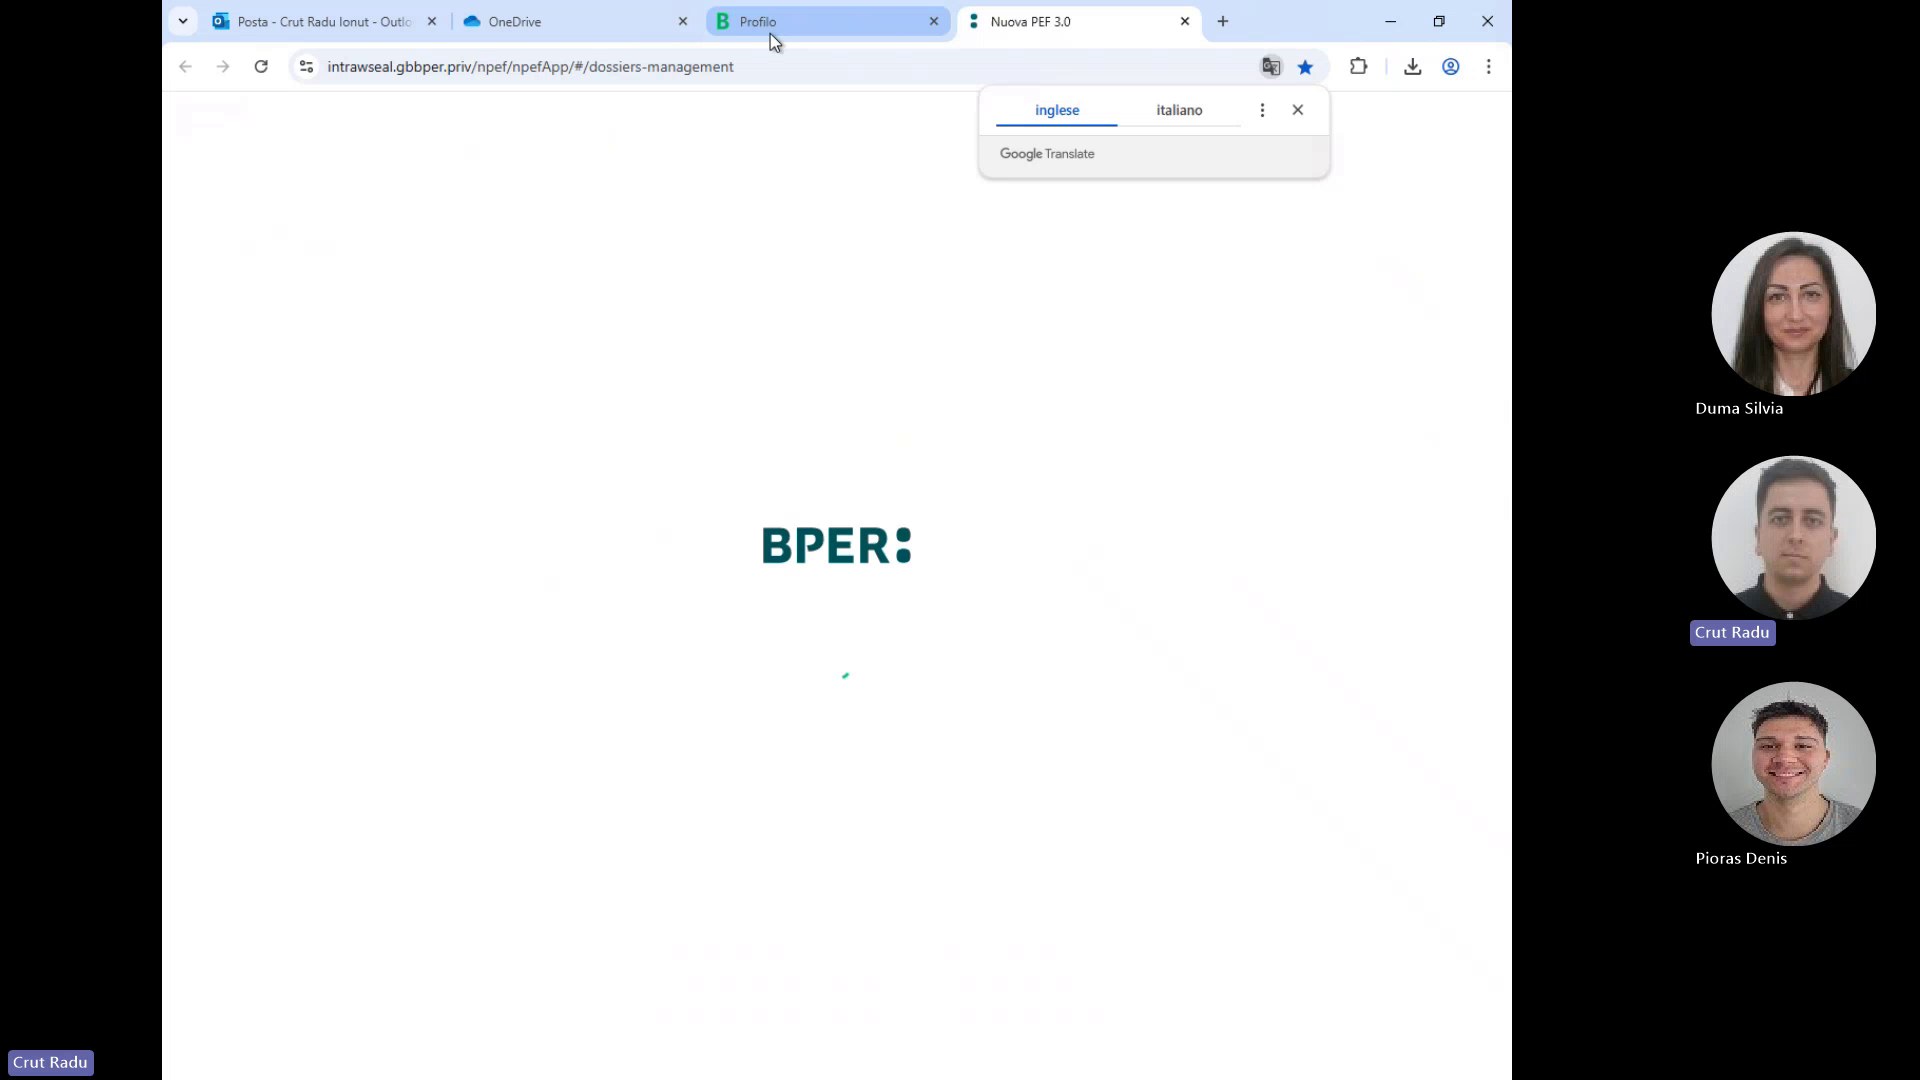 Posta - Crut Radu Ionut - Outlo
OneDrive
Profilo
Nuova PEF 3.0
intrawseal.gbbper.priv/npef/npefApp/#/dossiers-management
inglese
italiano
Google Translate
BPER:
Duma Silvia
Crut Radu
Pioras Denis
Crut Radu